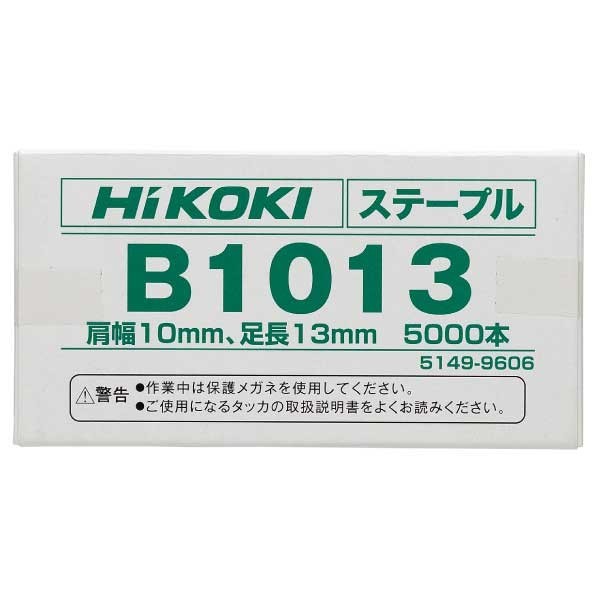 HiKOKI ステープル
B1013
肩幅10mm、足長13mm 5000本
5149-9606
警告 ●作業中は保護メガネを使用してください。
●ご使用になるタッカの取扱説明書をよくお読みください。